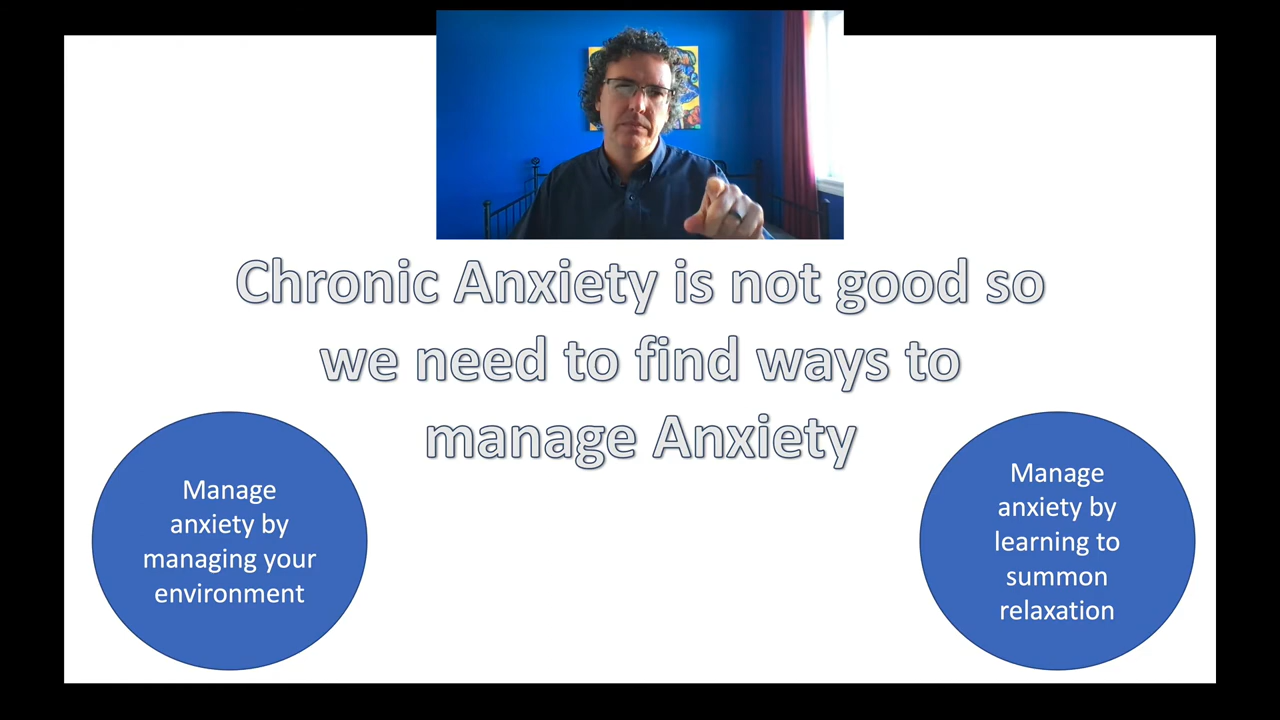 Chronic Anxiety is not good so
we need to find ways to
manage Anxiety
Manage
anxiety by
managing your
environment
Manage
anxiety by
learning to
summon
relaxation